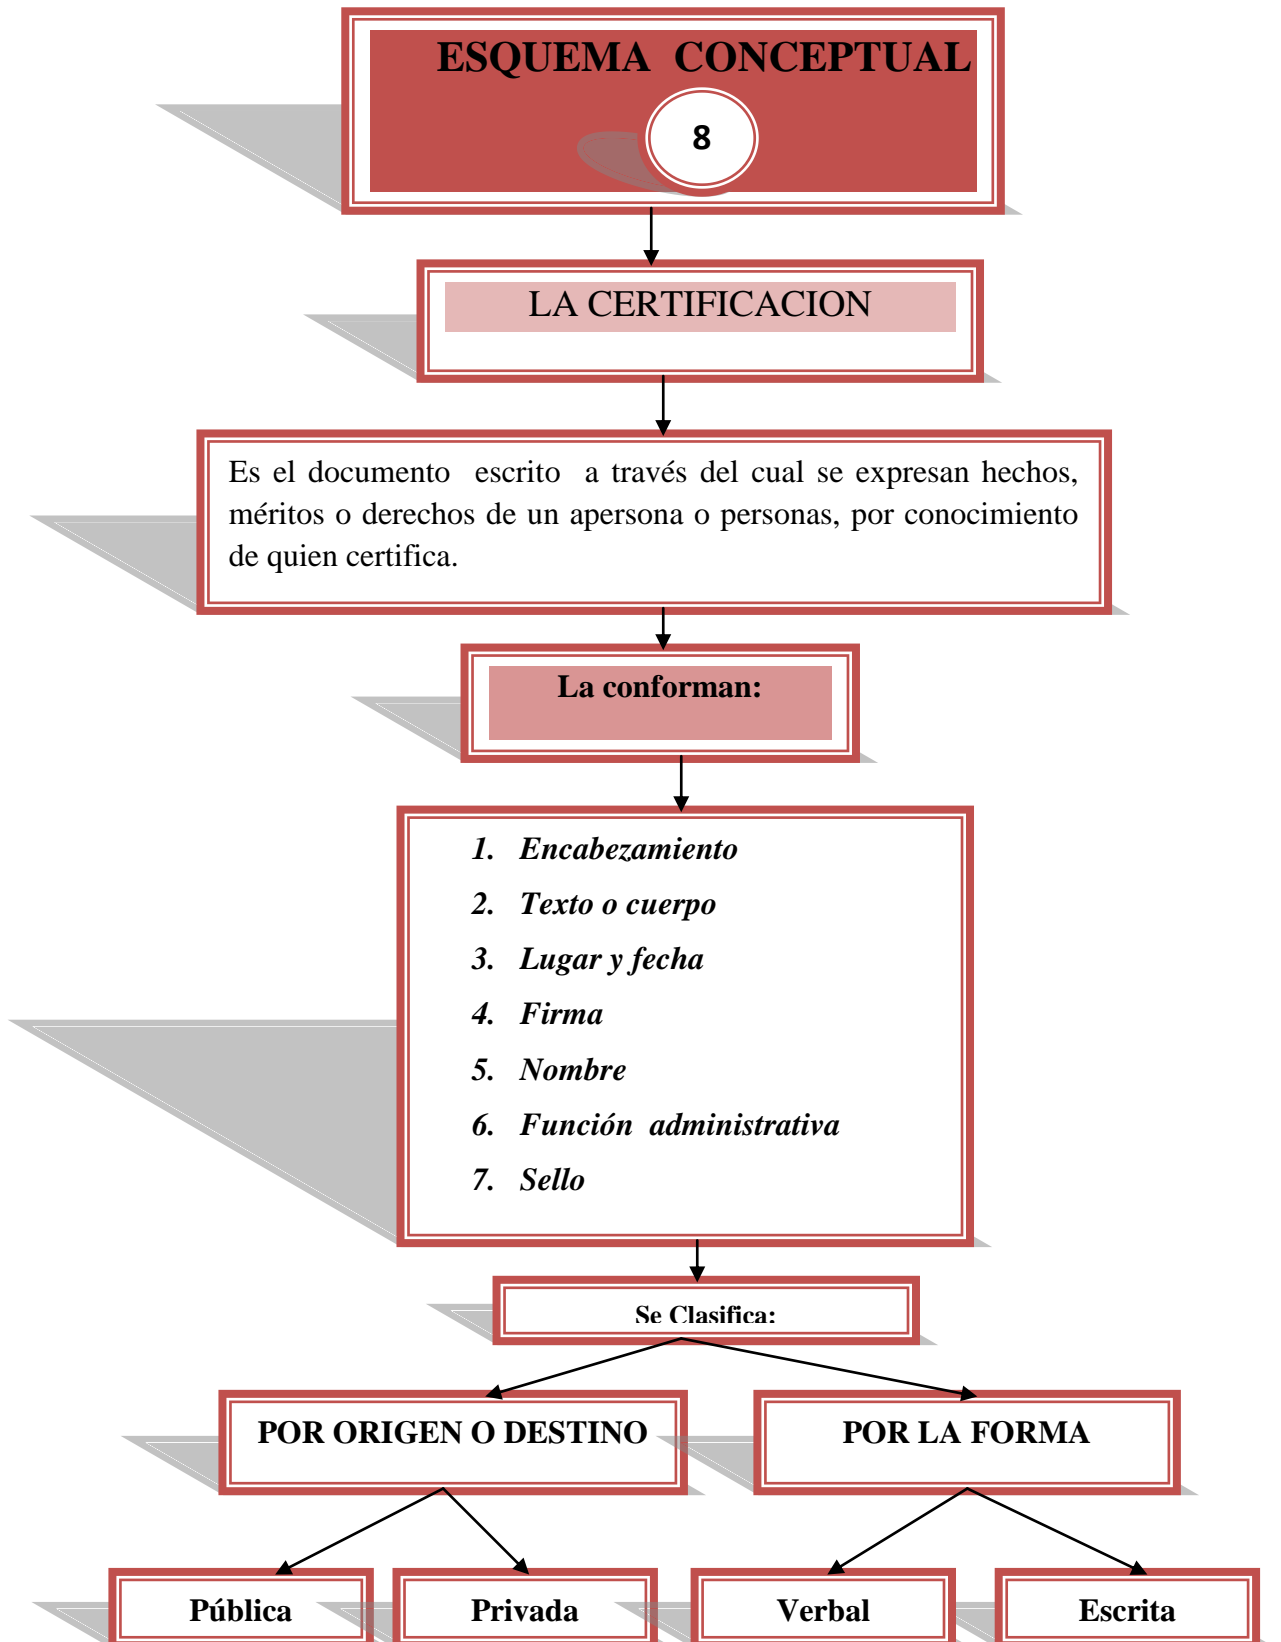 ESQUEMA CONCEPTUAL
8
LA CERTIFICACION
Es el documento escrito a través del cual se expresan hechos,
méritos o derechos de un apersona o personas, por conocimiento
de quien certifica.
La conforman:
1. Encabezamiento
2. Texto o cuerpo
3. Lugar y fecha
4. Firma
5. Nombre
6. Función administrativa
7. Sello
Se Clasifica:
POR ORIGEN O DESTINO
POR LA FORMA
Pública
Privada
Verbal
Escrita